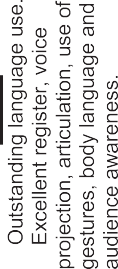 Outstanding language use.
Excellent register, voice
projection, articulation, use of
gestures, body language and
audience awareness.